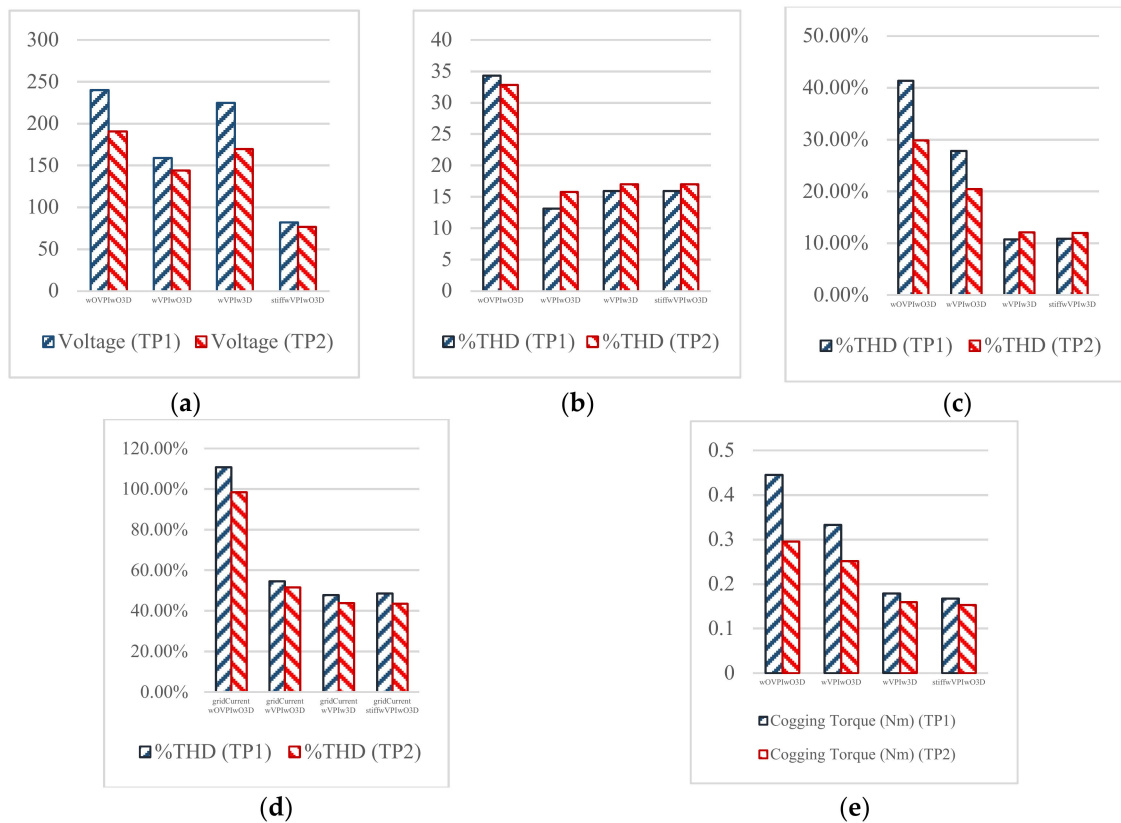 300
250
200
150
100
50
0
wOVPIwO3D wVPIwO3D wVPIw3D stiffwVPIwO3D
Voltage (TP1) Voltage (TP2)
(a)
40
35
30
25
20
15
10
5
0
wOVPIwO3D wVPIwO3D wVPIw3D stiffwVPIwO3D
%THD (TP1) %THD (TP2)
(b)
50.00%
40.00%
30.00%
20.00%
10.00%
0.00%
wOVPIwO3D wVPIwO3D wVPIw3D stiffwVPIw3D
%THD (TP1) %THD (TP2)
(c)
120.00%
100.00%
80.00%
60.00%
40.00%
20.00%
0.00%
gridCurrent gridCurrent gridCurrent gridCurrent
wOVPIwO3D wVPIwO3D wVPIw3D stiffwVPIwO3D
%THD (TP1) %THD (TP2)
(d)
0.5
0.4
0.3
0.2
0.1
0
wOVPIwO3D wVPIwO3D wVPIw3D stiffwVPIwO3D
Cogging Torque (Nm) (TP1)
Cogging Torque (Nm) (TP2)
(e)